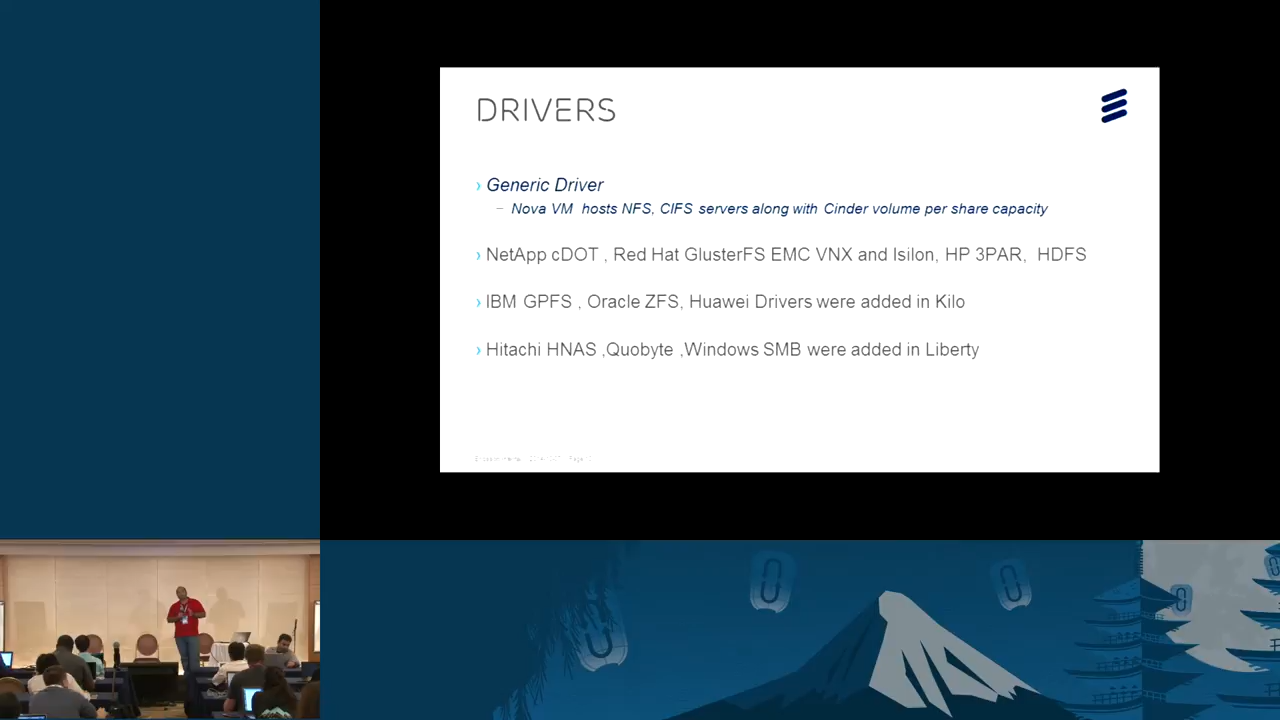 DRIVERS
› Generic Driver
– Nova VM hosts NFS, CIFS servers along with Cinder volume per share capacity
› NetApp cDOT , Red Hat GlusterFS EMC VNX and Isilon, HP 3PAR, HDFS
› IBM GPFS , Oracle ZFS, Huawei Drivers were added in Kilo
› Hitachi HNAS ,Quobyte ,Windows SMB were added in Liberty